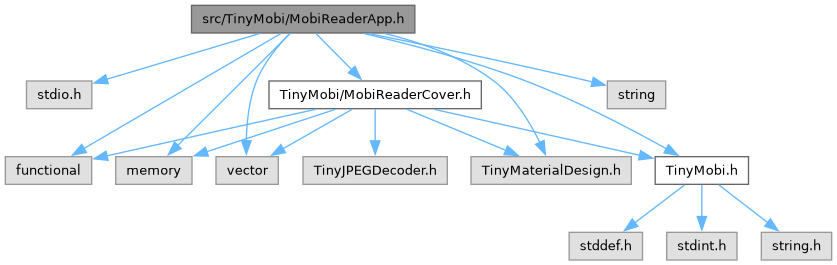 src/TinyMobi/MobiReaderApp.h
stdio.h
TinyMobi/MobiReaderCover.h
string
functional
memory
vector
TinyJPEGDecoder.h
TinyMaterialDesign.h
TinyMobi.h
stddef.h
stdint.h
string.h